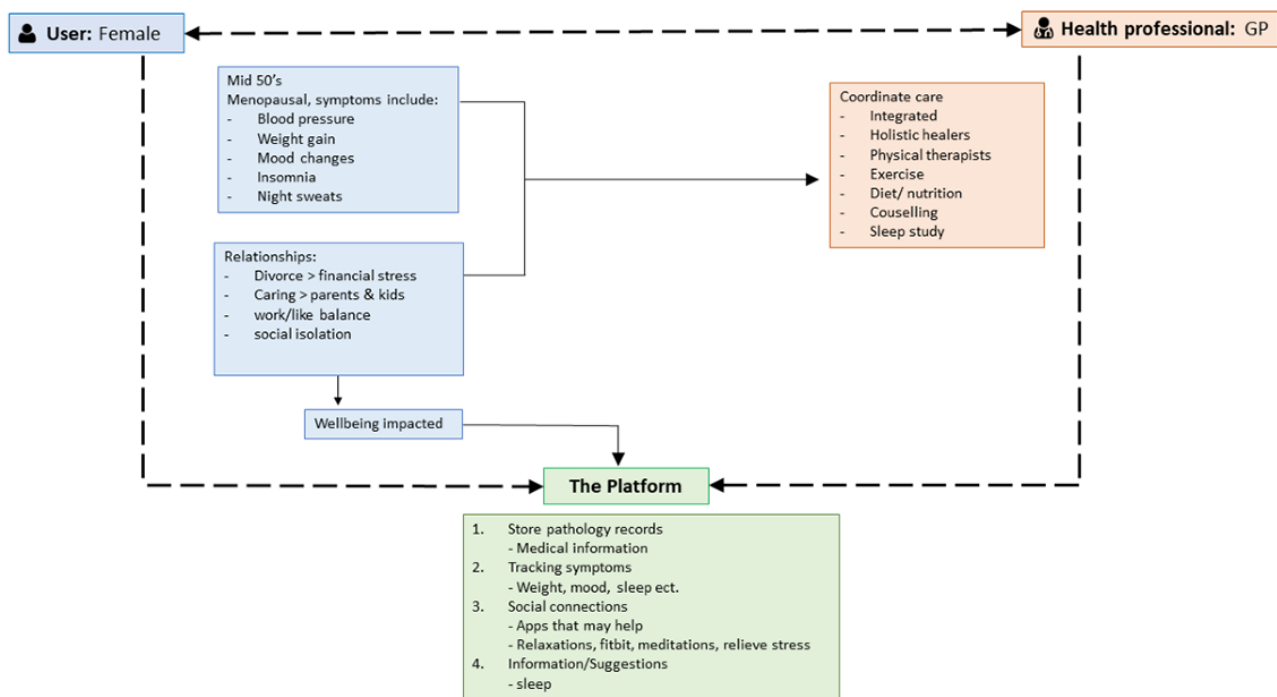 User: Female
Health professional: GP
Mid 50's
Menopausal, symptoms include:
- Blood pressure
- Weight gain
- Mood changes
- Insomnia
- Night sweats
Coordinate care
- Integrated
- Holistic healers
- Physical therapists
- Exercise
- Diet/ nutrition
- Couselling
- Sleep study
Relationships:
- Divorce > financial stress
- Caring > parents & kids
- work/like balance
- social isolation
Wellbeing impacted
The Platform
1. Store pathology records
- Medical information
2. Tracking symptoms
- Weight, mood, sleep ect.
3. Social connections
- Apps that may help
- Relaxations, fitbit, meditations, relieve stress
4. Information/Suggestions
- sleep